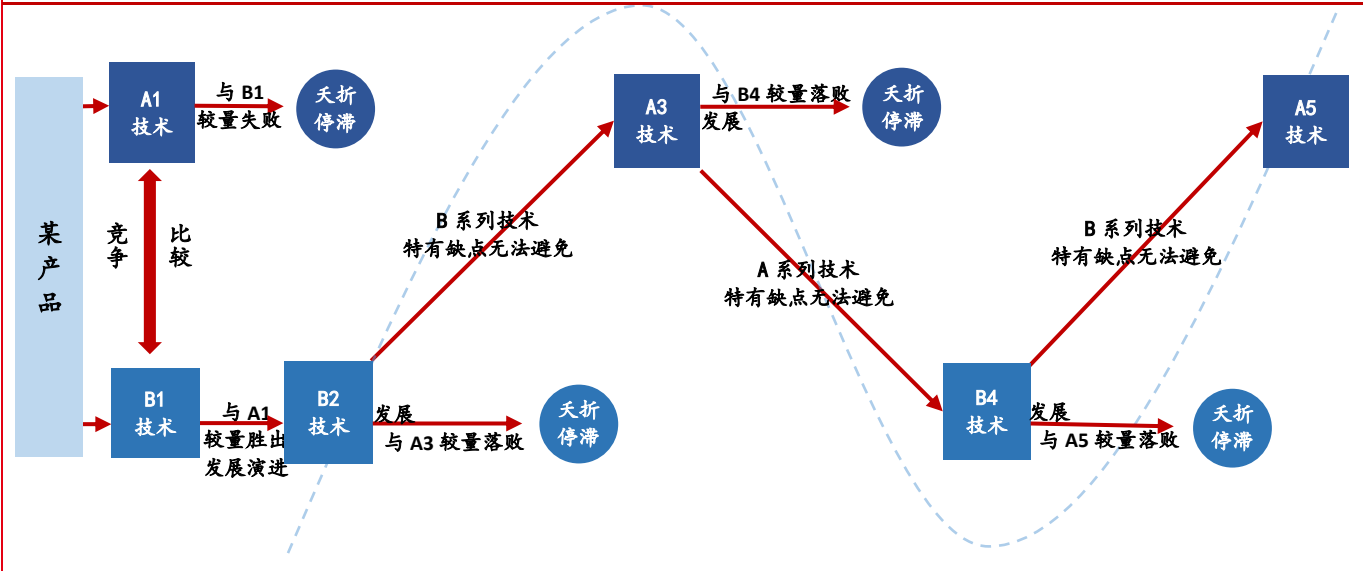 某产品
A1
技术
与 B1
较量失败
夭折
停滞
竞争
比较
B1
技术
与 A1
较量胜出
发展演进
B2
技术
发展
与 A3 较量落败
夭折
停滞
B 系列技术
特有缺点无法避免
A3
技术
与 B4 较量落败
发展
夭折
停滞
A 系列技术
特有缺点无法避免
B4
技术
发展
与 A5 较量落败
夭折
停滞
B 系列技术
特有缺点无法避免
A5
技术